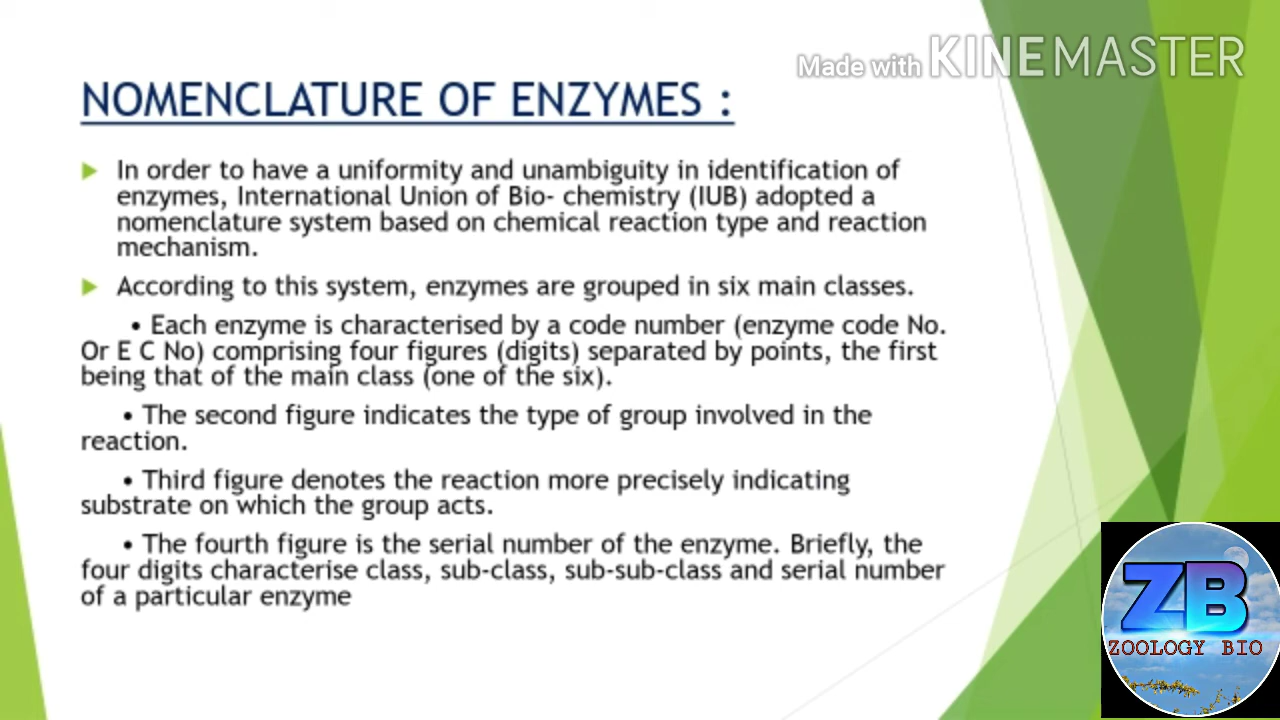 Made with KINEMASTER
NOMENCLATURE OF ENZYMES :
In order to have a uniformity and unambiguity in identification of
enzymes, International Union of Bio- chemistry (IUB) adopted a
nomenclature system based on chemical reaction type and reaction
mechanism.
According to this system, enzymes are grouped in six main classes.
• Each enzyme is characterised by a code number (enzyme code No.
Or E C No) comprising four figures (digits) separated by points, the first
being that of the main class (one of the six).
• The second figure indicates the type of group involved in the
reaction.
• Third figure denotes the reaction more precisely indicating
substrate on which the group acts.
• The fourth figure is the serial number of the enzyme. Briefly, the
four digits characterise class, sub-class, sub-sub-class and serial number
of a particular enzyme
ZB
ZOOLOGY BIO